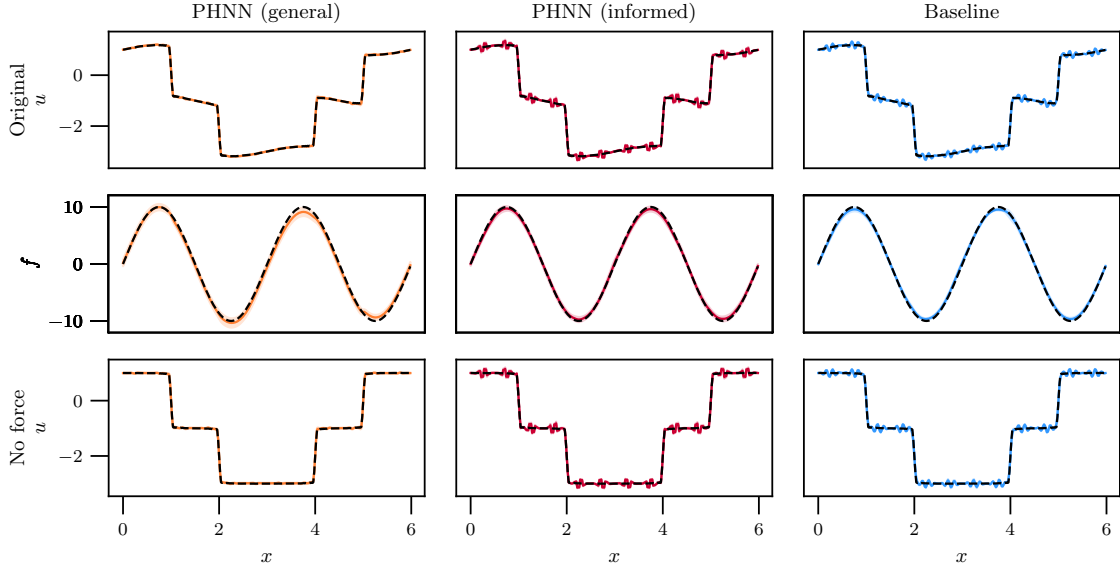 PHNN (general) PHNN (informed) Baseline
Original
u
0
−2
f
10
0
−10
No force
u
0
−2
0 2 4 6 0 2 4 6 0 2 4 6
x x x